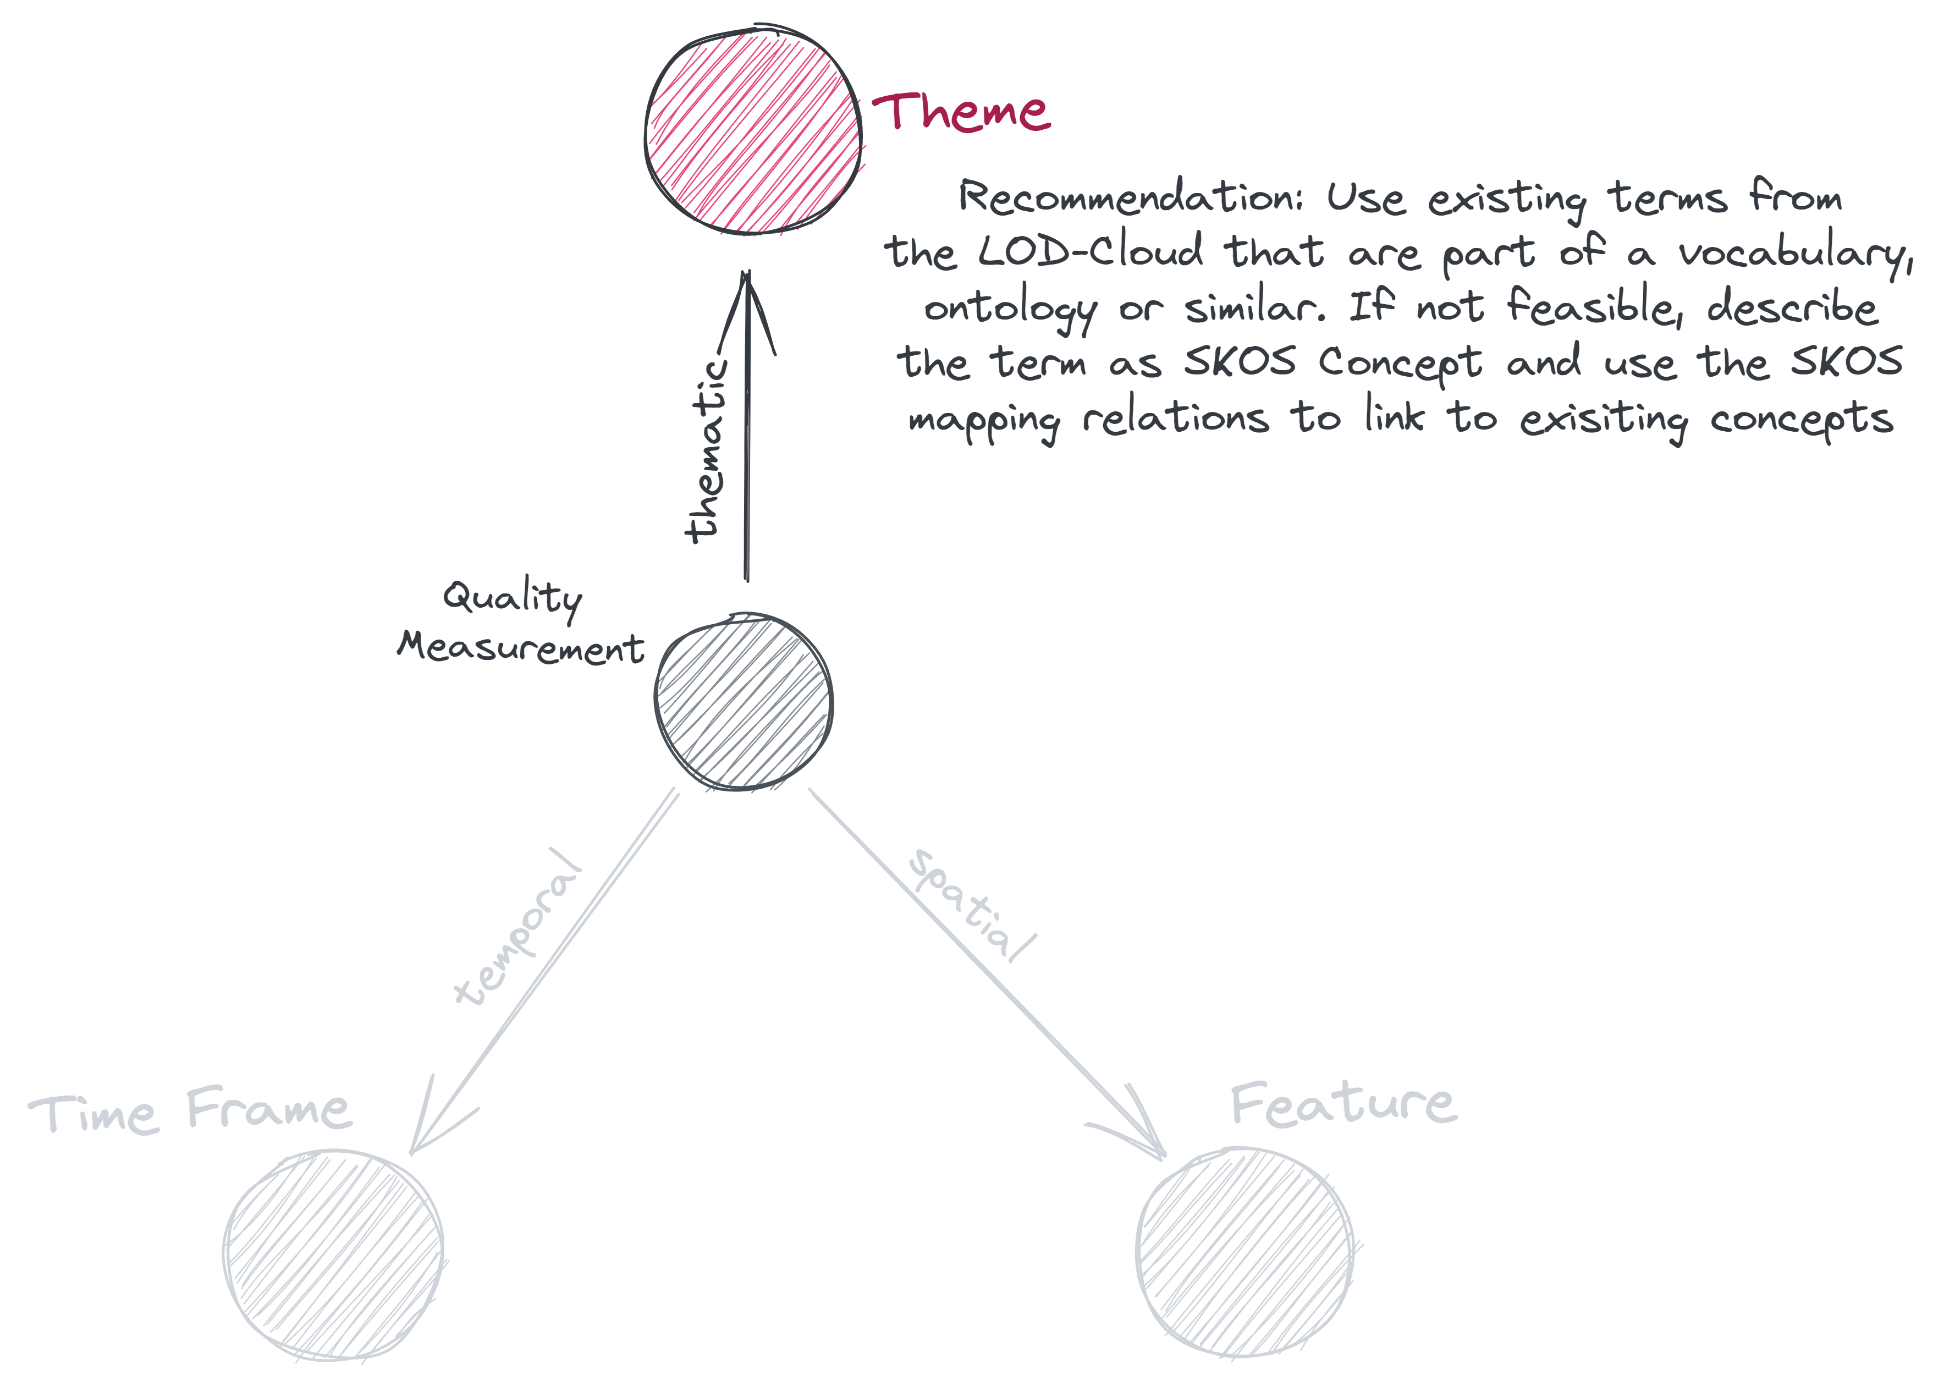 Theme
Recommendation: Use existing terms from
the LOD-Cloud that are part of a vocabulary,
ontology or similar. If not feasible, describe
the term as SKOS Concept and use the SKOS
mapping relations to link to exisiting concepts
thematic
Quality
Measurement
temporal
spatial
Time Frame
Feature